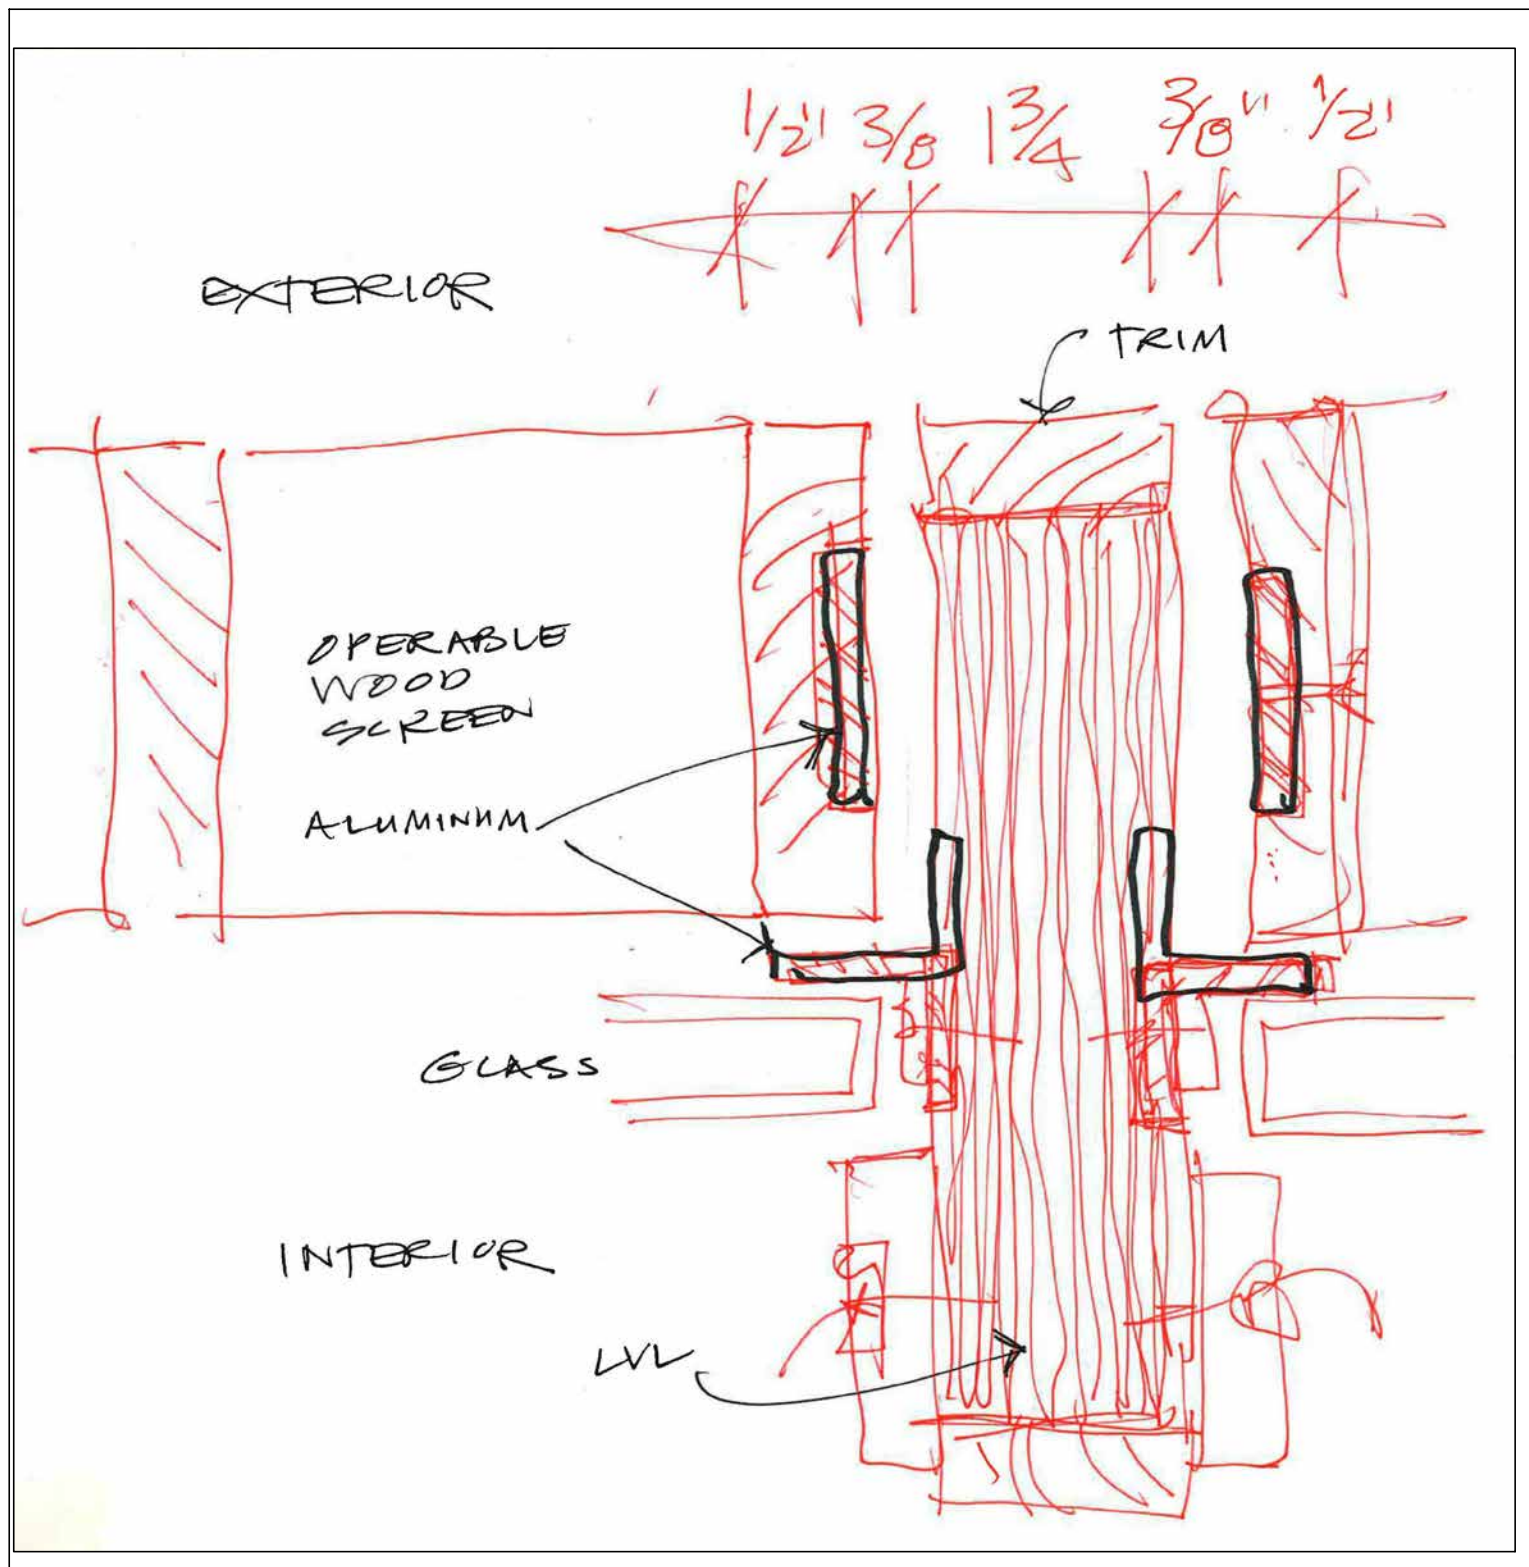 1/2" 3/8 1 3/4 3/8" 1/2"
EXTERIOR
TRIM
OPERABLE
WOOD
SCREEN
ALUMINUM
GLASS
INTERIOR
LVL